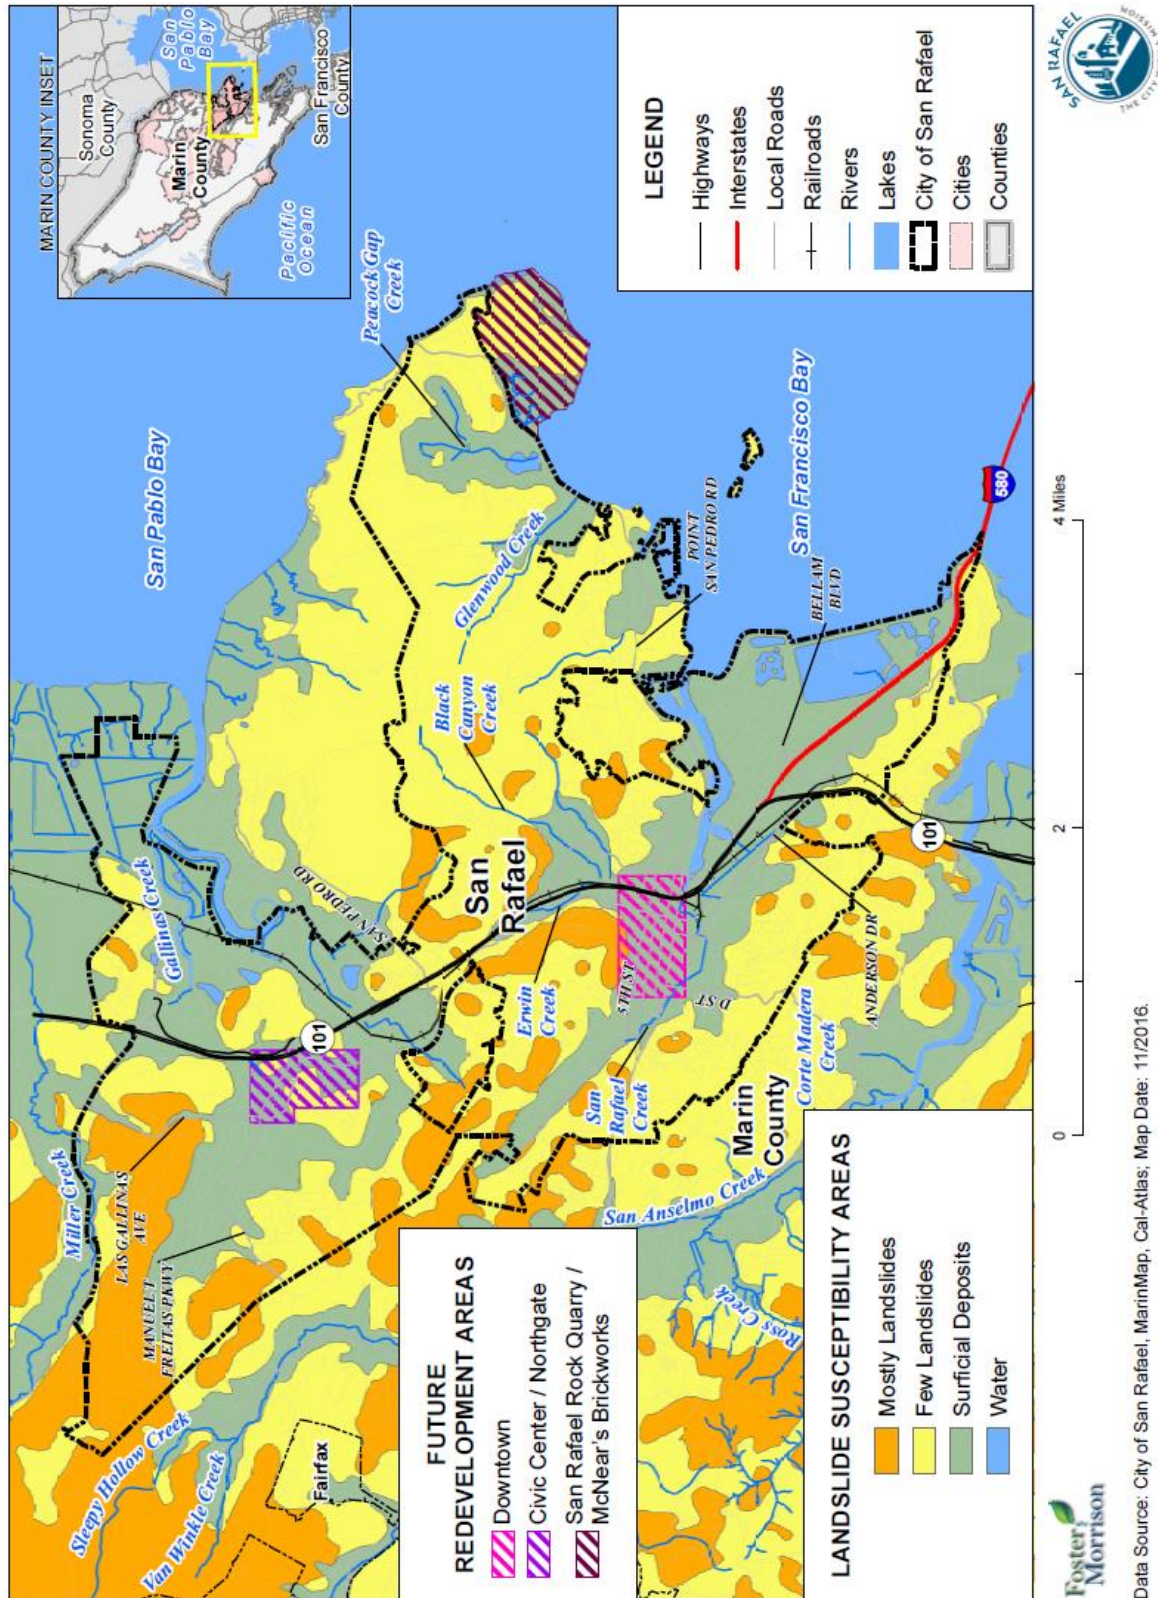 MARIN COUNTY INSET
Sonoma
County
San
Pablo
Bay
Marin
County
Pacific
Ocean
San Francisco
County
San Pablo Bay
Peacock Gap
Creek
Gallinas Creek
Miller Creek
LAS GALLINAS
AVE
MANUEL T
FREITAS PKWY
101
SAN PEDRO RD
San
Rafael
Black
Canyon
Creek
Glenwood Creek
Sleepy Hollow Creek
Van Winkle Creek
Fairfax
Erwin
Creek
5TH ST
D ST
San
Rafael
Creek
POINT
SAN PEDRO RD
San Francisco Bay
BELLAM
BLVD
580
101
ANDERSON DR
Corte Madera
Creek
Marin
County
San Anselmo Creek
Ross Creek
FUTURE
REDEVELOPMENT AREAS
Downtown
Civic Center / Northgate
San Rafael Rock Quarry /
McNear's Brickworks
LANDSLIDE SUSCEPTIBILITY AREAS
Mostly Landslides
Few Landslides
Surficial Deposits
Water
LEGEND
Highways
Interstates
Local Roads
Railroads
Rivers
Lakes
City of San Rafael
Cities
Counties
0
2
4 Miles
Foster
Morrison
Data Source: City of San Rafael, MarinMap, Cal-Atlas; Map Date: 11/2016.
SAN RAFAEL
THE CITY